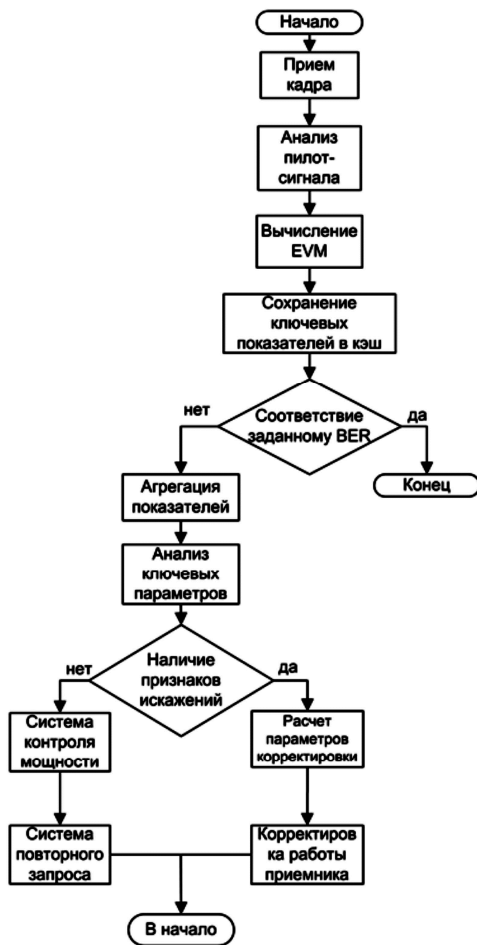 Начало
Прием
кадра
Анализ
пилот-
сигнала
Вычисление
EVM
Сохранение
ключевых
показателей в кэш
нет
Соответствие
заданному BER
да
Агрегация
показателей
Конец
Анализ
ключевых
параметров
нет
Наличие
признаков
искажений
да
Система
контроля
мощности
Расчет
параметров
корректировки
Система
повторного
запроса
Корректиров
ка работы
приемника
В начало